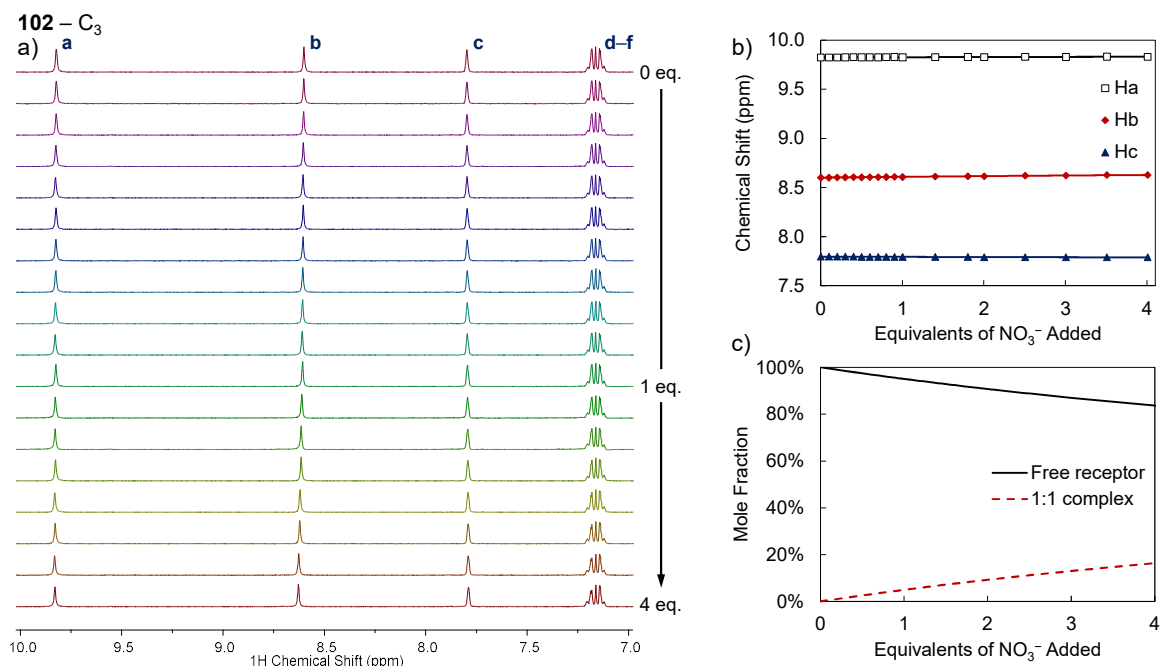 102 – C₃
a)
a b c d–f
0 eq.
1 eq.
4 eq.
10.0 9.5 9.0 8.5 8.0 7.5 7.0
1H Chemical Shift (ppm)
b)
Chemical Shift (ppm)
10.0
9.5
9.0
8.5
8.0
7.5
Ha
Hb
Hc
0 1 2 3 4
Equivalents of NO₃⁻ Added
c)
Mole Fraction
100%
80%
60%
40%
20%
0%
Free receptor
1:1 complex
0 1 2 3 4
Equivalents of NO₃⁻ Added